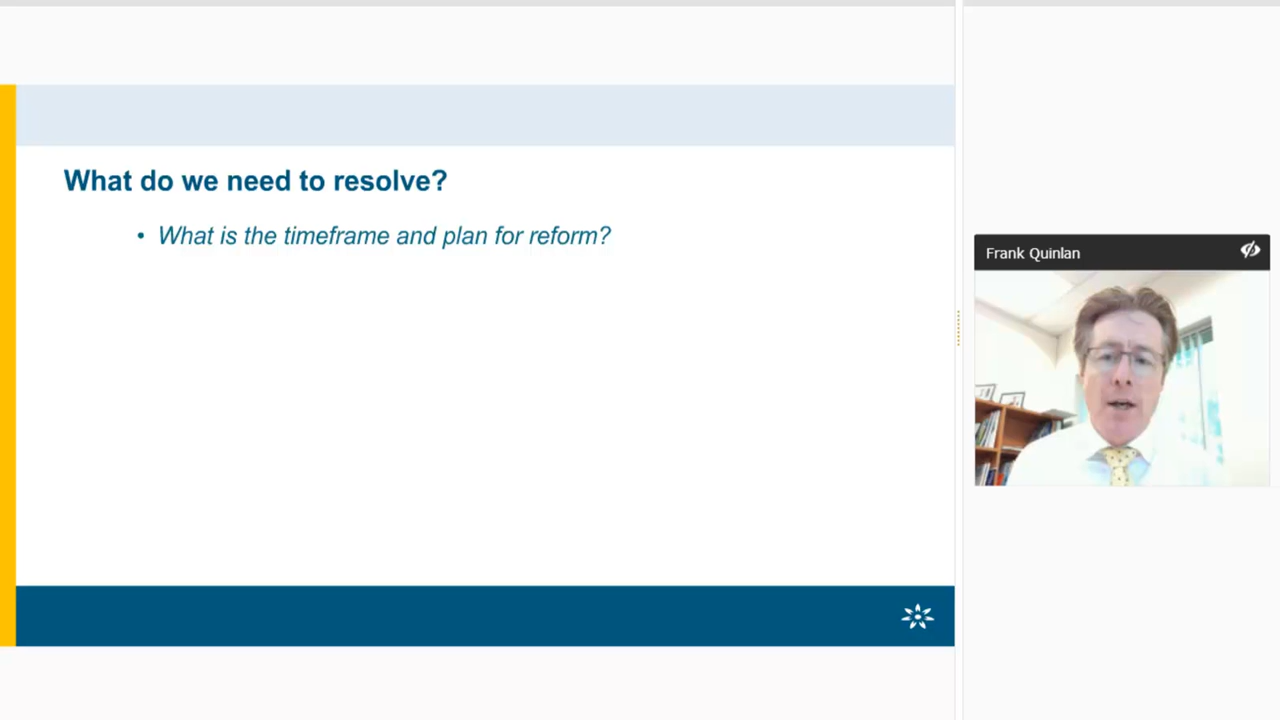 What do we need to resolve?
• What is the timeframe and plan for reform?
Frank Quinlan